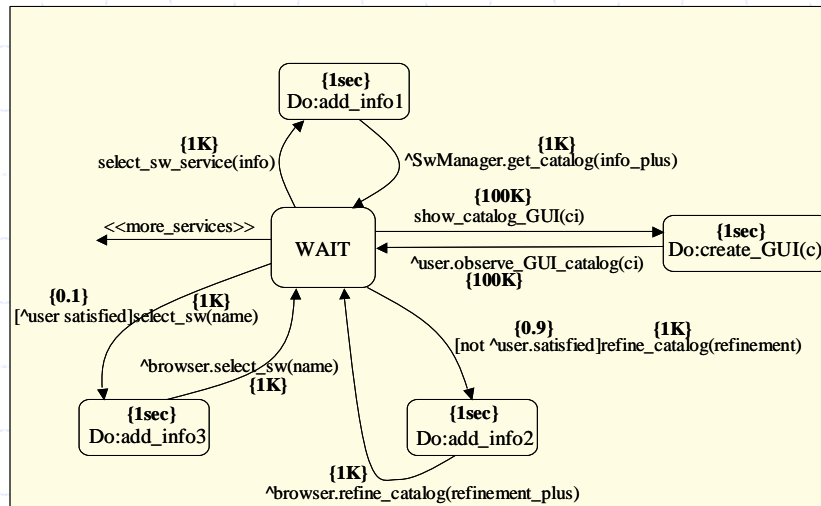 {1sec}
Do:add_info1
{1K}
select_sw_service(info)
{1K}
^SwManager.get_catalog(info_plus)
{100K}
show_catalog_GUI(ci)
<<more_services>>
WAIT
{1sec}
Do:create_GUI(c)
^user.observe_GUI_catalog(ci)
{100K}
{0.1}
{1K}
[^user satisfied]select_sw(name)
{0.9}
{1K}
[not ^user.satisfied]refine_catalog(refinement)
^browser.select_sw(name)
{1K}
{1sec}
Do:add_info3
{1sec}
Do:add_info2
{1K}
^browser.refine_catalog(refinement_plus)